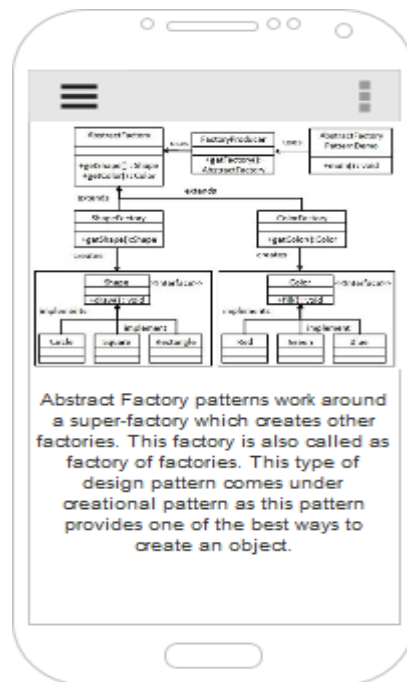 AbstractFactory
+getShape() : Shape
+getColor() : Color
uses
FactoryProducer
+getFactory():
AbstractFactory
uses
AbstractFactory
PatternDemo
+main(): void
extends
extends
ShapeFactory
+getShape():Shape
ColorFactory
+getColor():Color
creates
creates
Shape
<<Interface>>
+draw() : void
implements
implement
Circle
Square
Rectangle
Color
<<Interface>>
+fill() : void
implements
implement
Red
Green
Blue
Abstract Factory patterns work around
a super-factory which creates other
factories. This factory is also called as
factory of factories. This type of
design pattern comes under
creational pattern as this pattern
provides one of the best ways to
create an object.